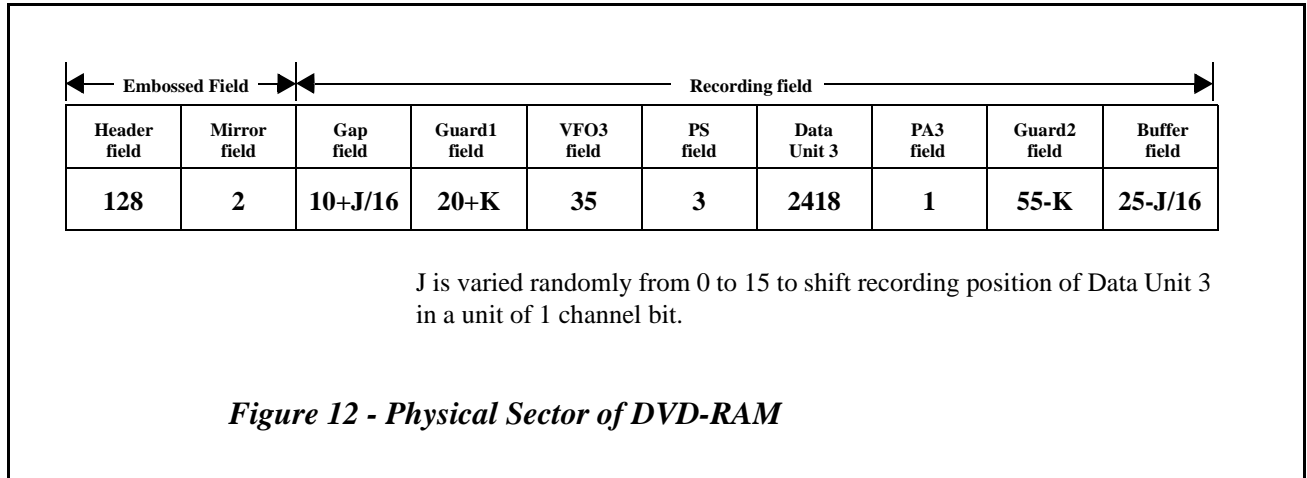 Embossed Field Recording field
Header Mirror Gap Guard1 VFO3 PS Data PA3 Guard2 Buffer
field field field field field field Unit 3 field field field
128 2 10+J/16 20+K 35 3 2418 1 55-K 25-J/16
J is varied randomly from 0 to 15 to shift recording position of Data Unit 3
in a unit of 1 channel bit.
Figure 12 - Physical Sector of DVD-RAM